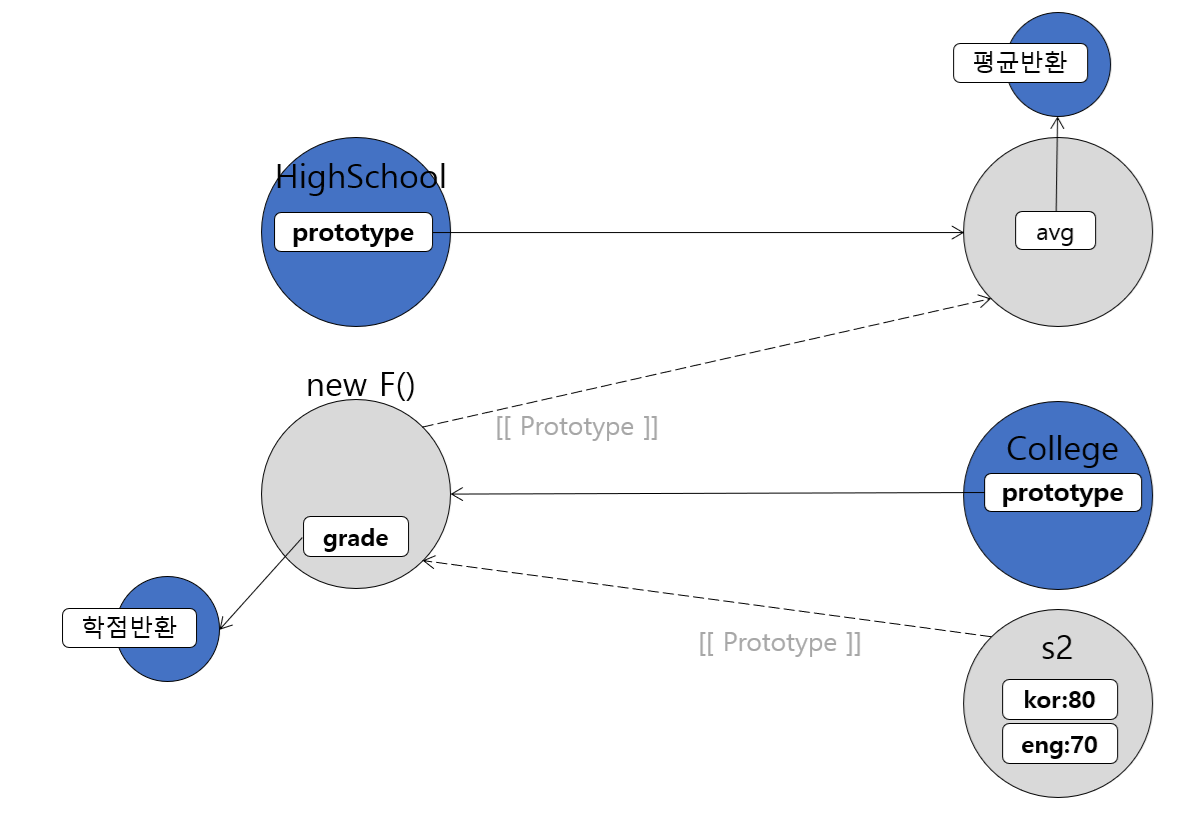 평균반환
HighSchool
prototype
avg
new F()
[[ Prototype ]]
College
prototype
grade
학점반환
[[ Prototype ]]
s2
kor:80
eng:70